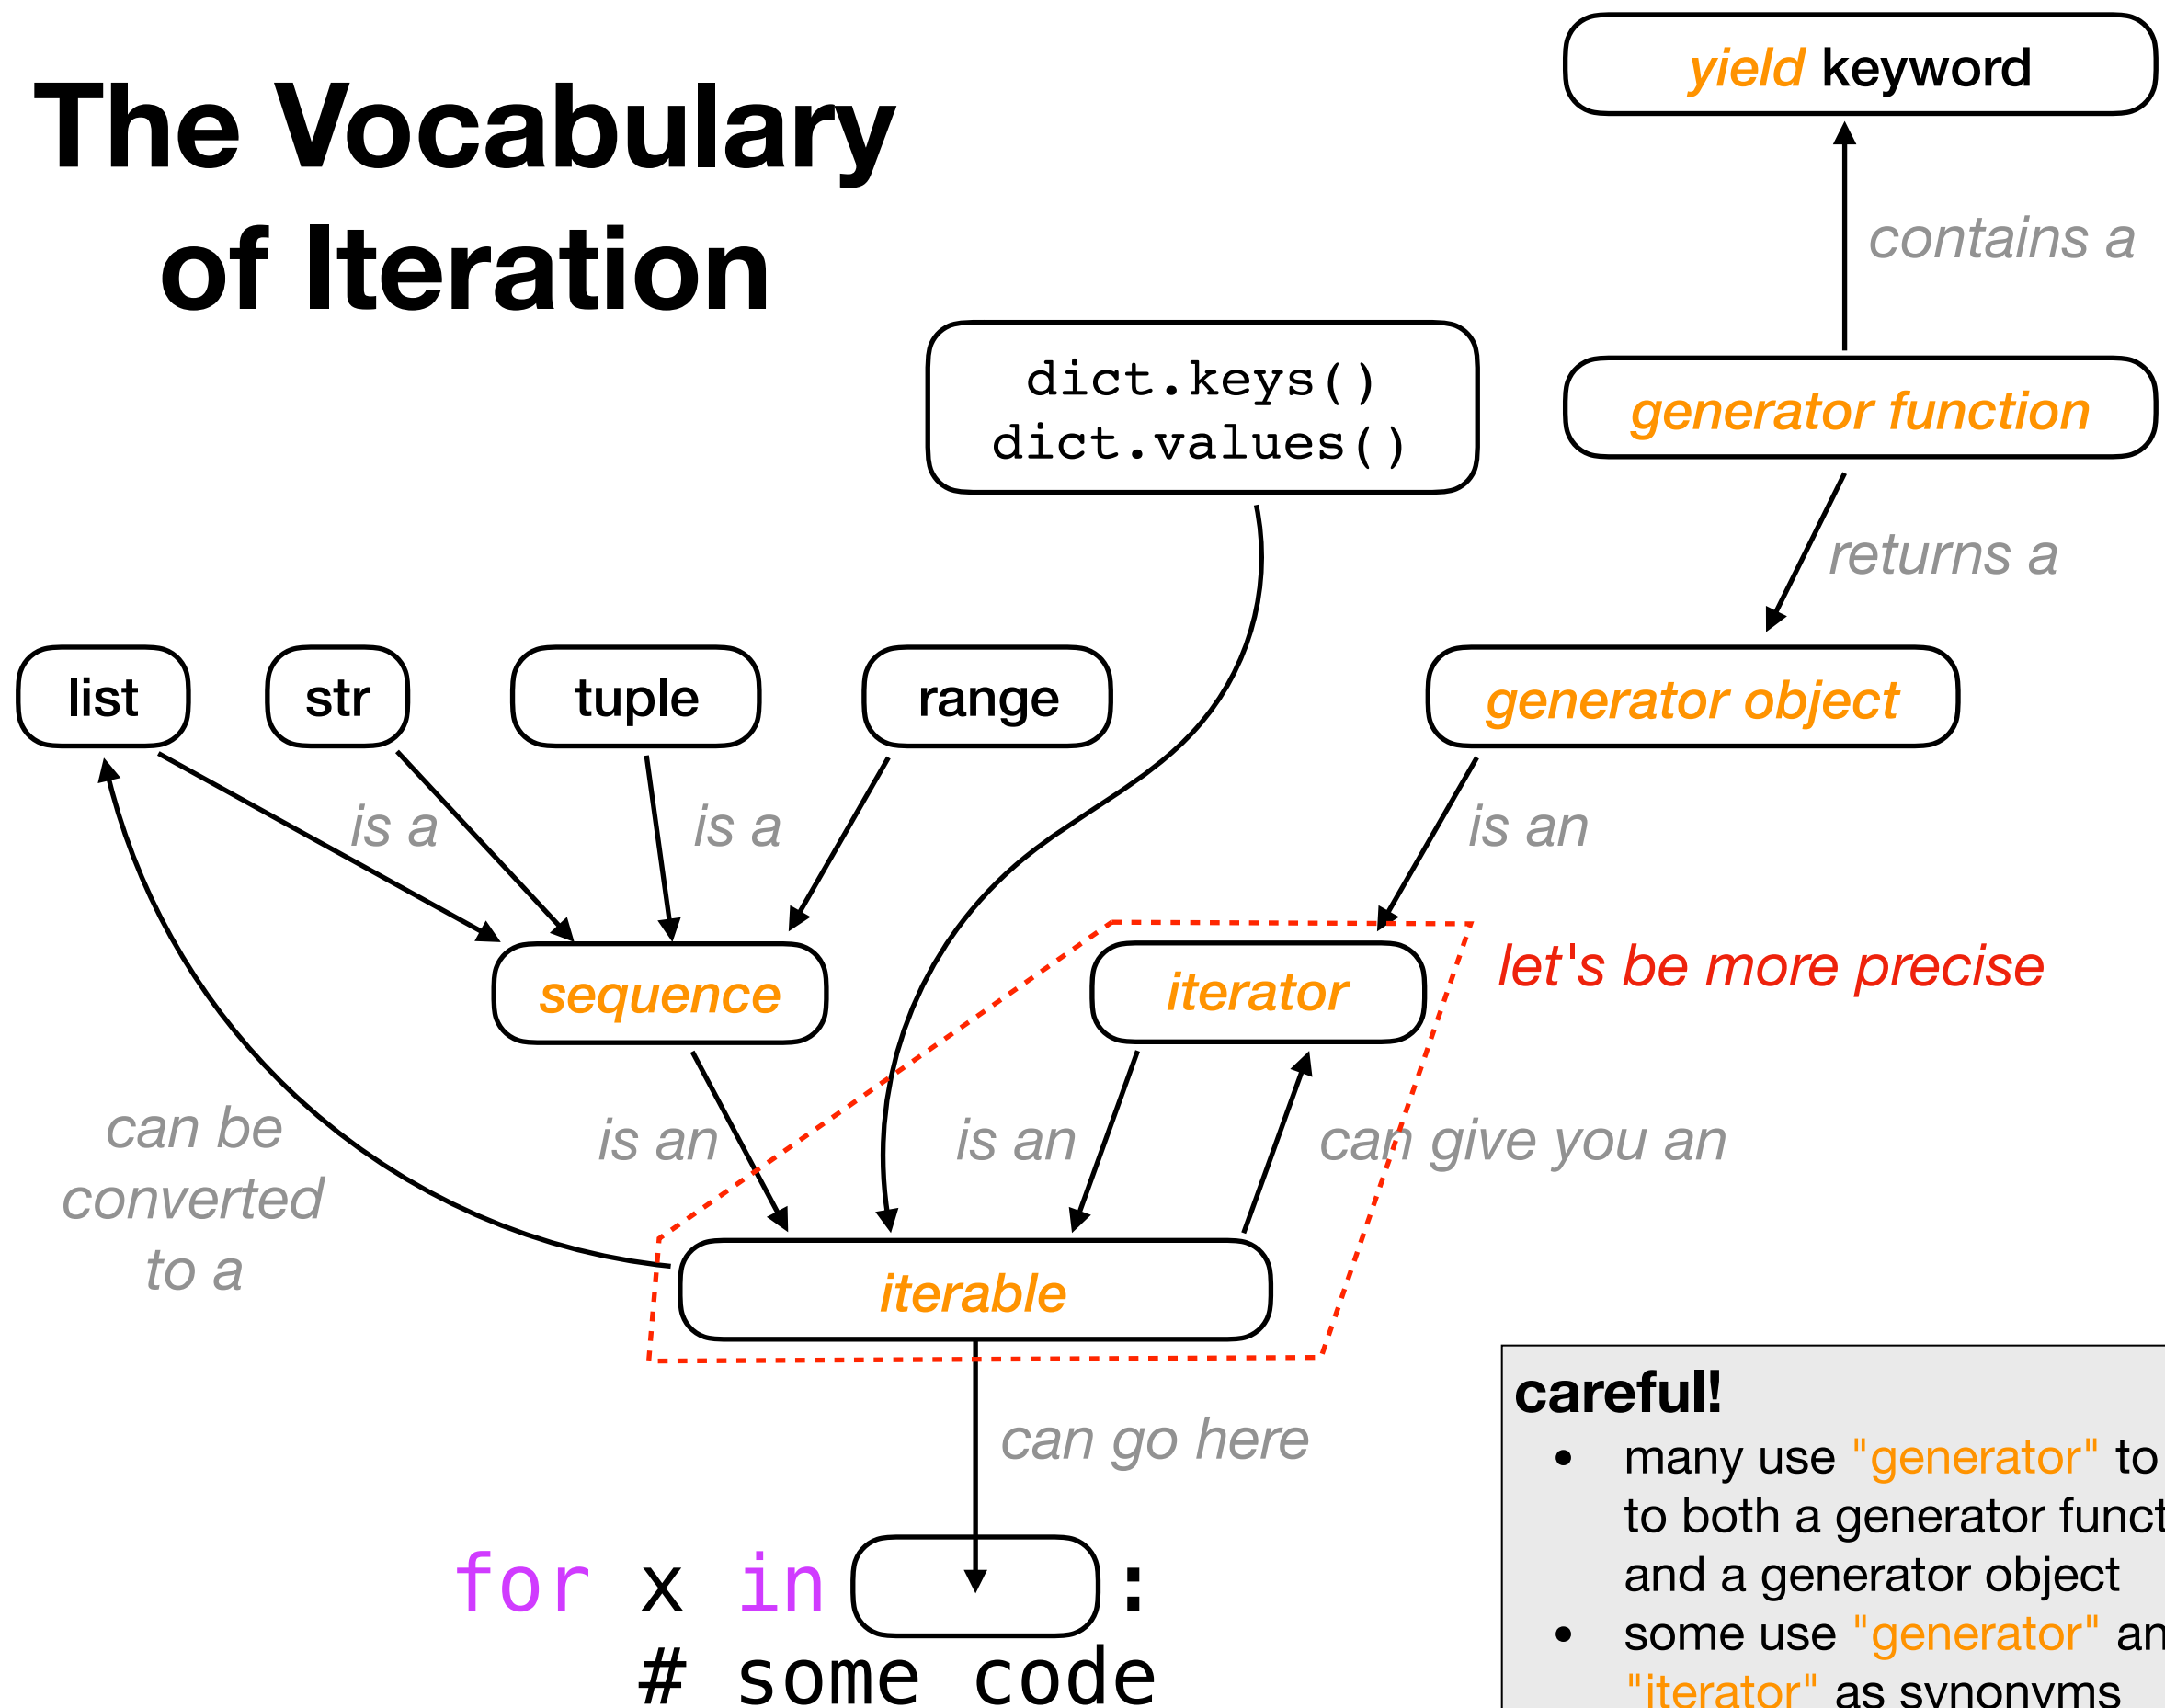 The Vocabulary
of Iteration
yield keyword
contains a
dict.keys()
dict.values()
generator function
returns a
list
str
tuple
range
generator object
is a
is a
is an
sequence
iterator
let's be more precise
can be
converted
to a
is an
is an
can give you an
iterable
can go here
for x in :
# some code
careful!
• many use "generator" to
to both a generator funct
and a generator object
• some use "generator" an
"iterator" as synonyms